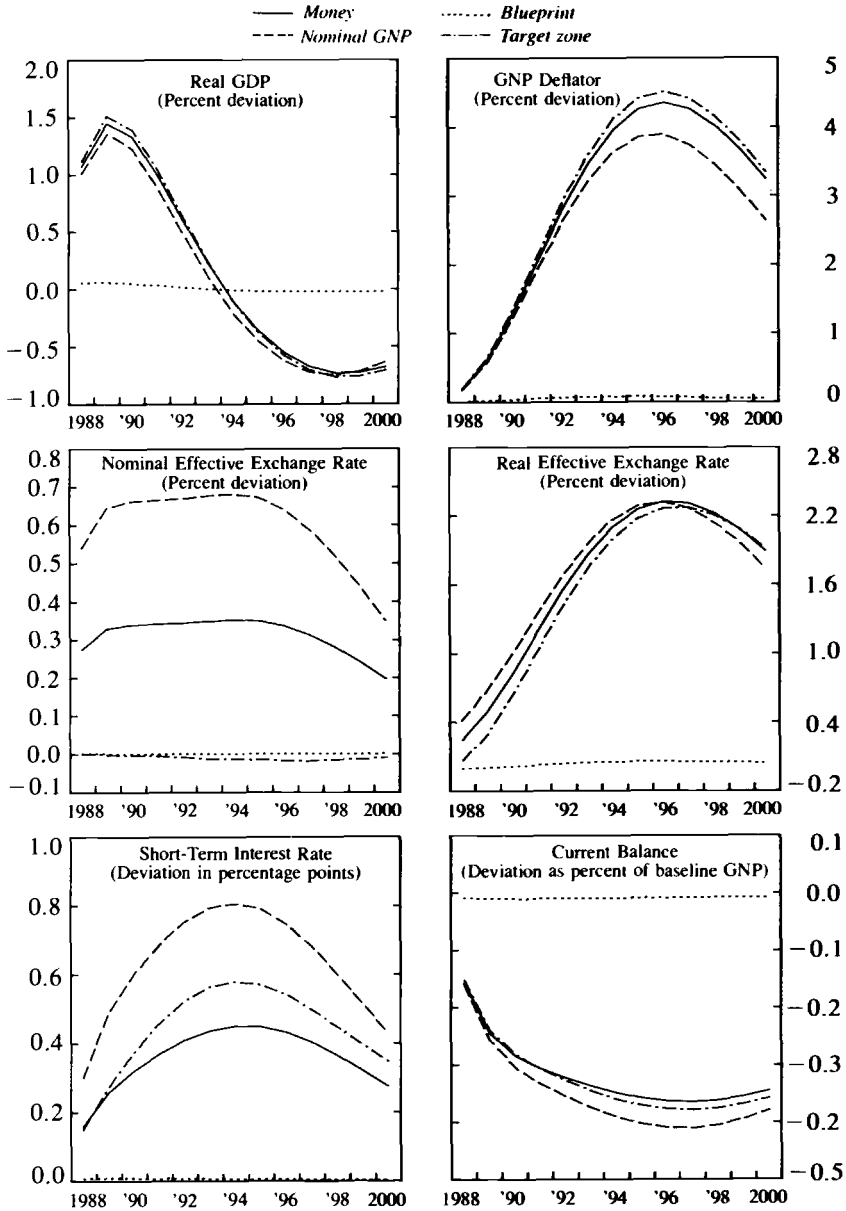 Money Blueprint
Nominal GNP Target zone
Real GDP
(Percent deviation)
2.0
1.5
1.0
0.5
0.0
−0.5
−1.0
1988 '90 '92 '94 '96 '98 2000
GNP Deflator
(Percent deviation)
5
4
3
2
1
0
1988 '90 '92 '94 '96 '98 2000
Nominal Effective Exchange Rate
(Percent deviation)
0.8
0.7
0.6
0.5
0.4
0.3
0.2
0.1
0.0
−0.1
1988 '90 '92 '94 '96 '98 2000
Real Effective Exchange Rate
(Percent deviation)
2.8
2.2
1.6
1.0
0.4
−0.2
1988 '90 '92 '94 '96 '98 2000
Short-Term Interest Rate
(Deviation in percentage points)
1.0
0.8
0.6
0.4
0.2
0.0
1988 '90 '92 '94 '96 '98 2000
Current Balance
(Deviation as percent of baseline GNP)
0.1
0.0
−0.1
−0.2
−0.3
−0.2
−0.5
1988 '90 '92 '94 '96 '98 2000